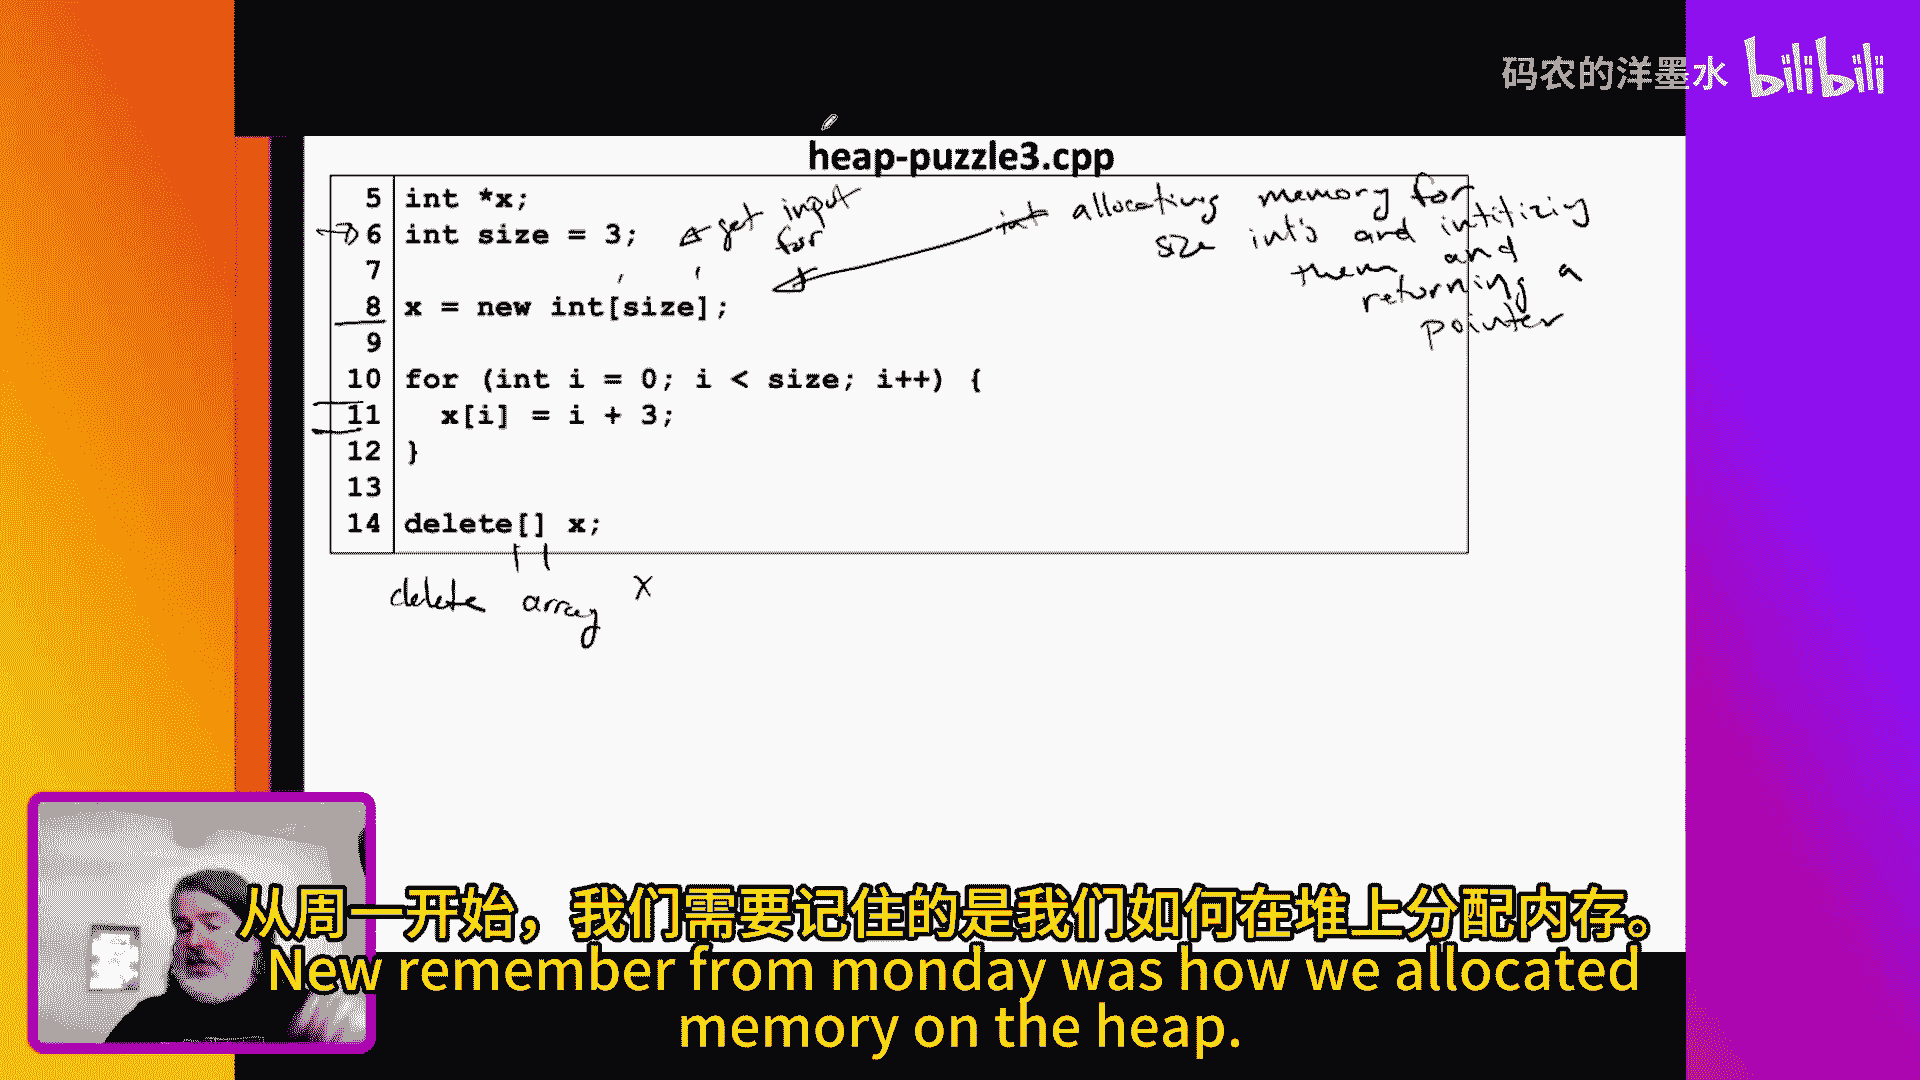 码农的洋墨水 bilibili
heap-puzzle3.cpp
5 int *x;
6 int size = 3;
get input for
7
8 x = new int[size];
int allocating memory for
size int's and intitiziy
them and
returning a
pointer
9
10 for (int i = 0; i < size; i++) {
11 x[i] = i + 3;
12 }
13
14 delete[] x;
delete array x
从周一开始，我们需要记住的是我们如何在堆上分配内存。
New remember from monday was how we allocated
memory on the heap.